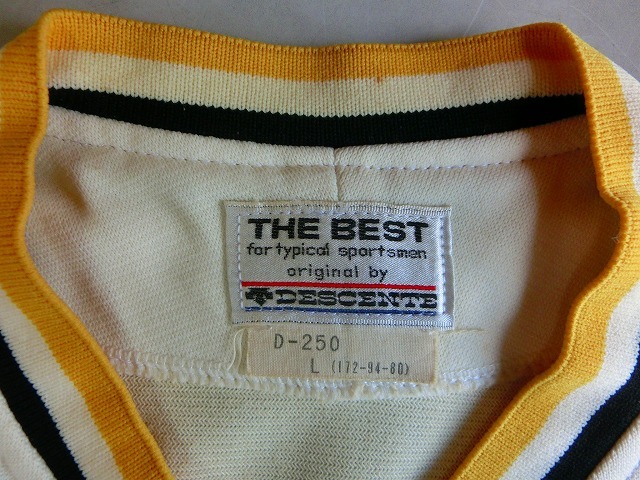 THE BEST
for typical sportsmen
original by
DESCENTE
D-250
L (172-94-80)